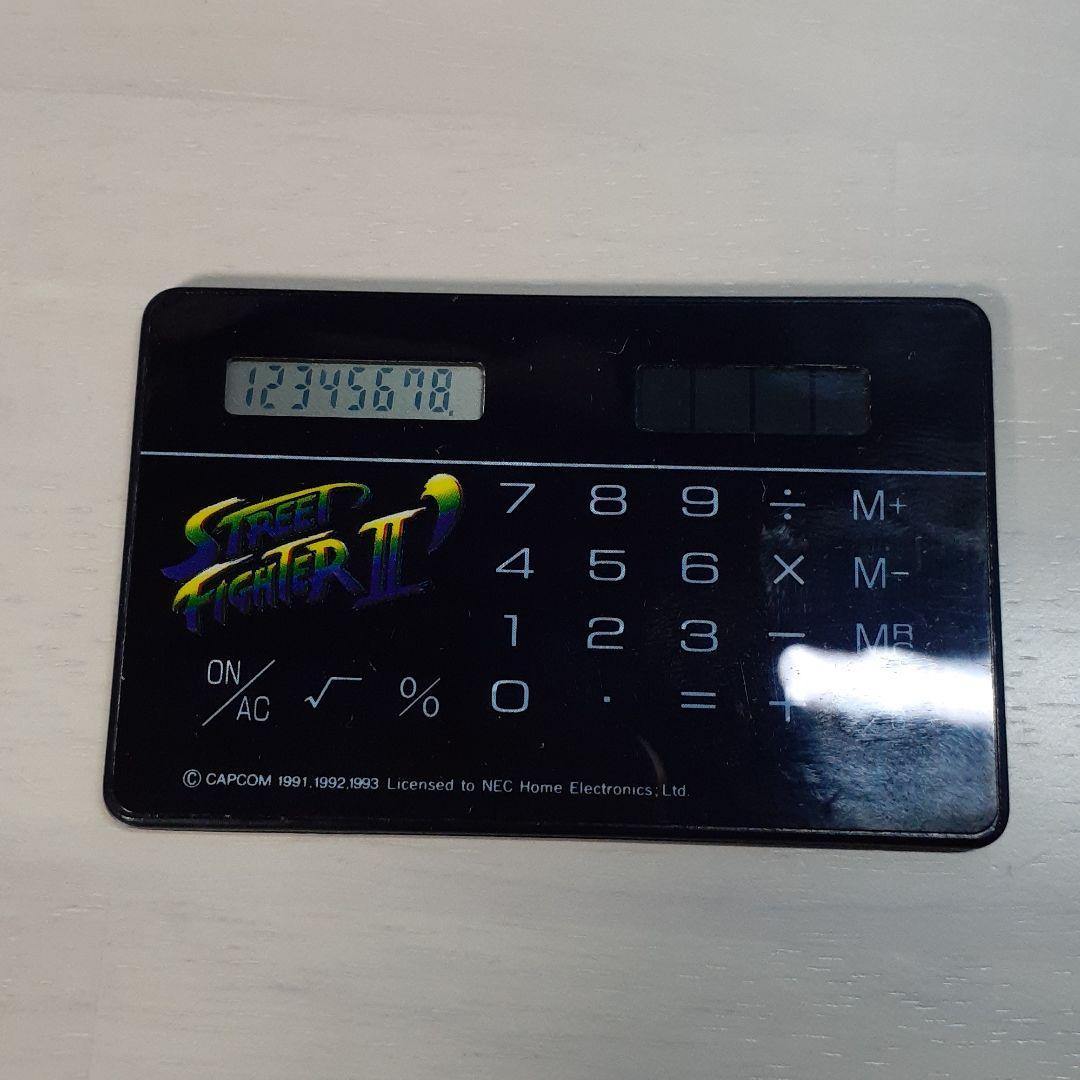 12345678.
STREET
FIGHTER II'
7 8 9 ÷ M+
4 5 6 × M−
1 2 3 − MRC
ON/AC √ % 0 . = +
© CAPCOM 1991,1992,1993 Licensed to NEC Home Electronics, Ltd.